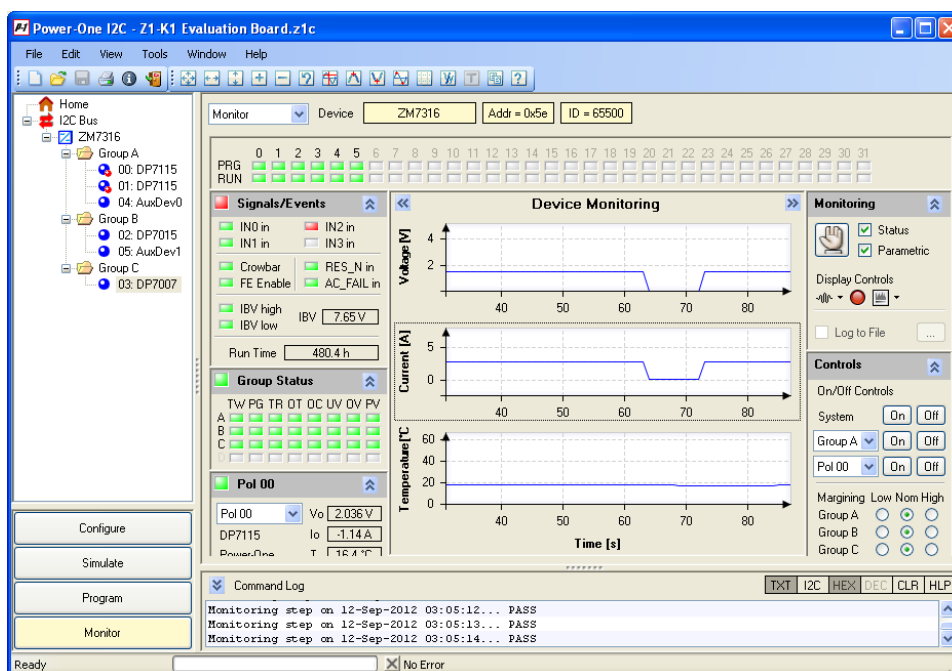 Power-One I2C - Z1-K1 Evaluation Board.z1c
File Edit View Tools Window Help
Home
I2C Bus
ZM7316
Group A
00: DP7115
01: DP7115
04: AuxDev0
Group B
02: DP7015
05: AuxDev1
Group C
03: DP7007
Configure
Simulate
Program
Monitor
Monitor Device ZM7316 Addr = 0x5e ID = 65500
0 1 2 3 4 5 6 7 8 9 10 11 12 13 14 15 16 17 18 19 20 21 22 23 24 25 26 27 28 29 30 31
PRG
RUN
Signals/Events
IN0 in IN2 in
IN1 in IN3 in
Crowbar RES_N in
FE Enable AC_FAIL in
IBV high
IBV low
IBV 7.65 V
Run Time 480.4 h
Group Status
TW PG TR OT OC UV OV PV
A
B
C
D
Pol 00
Pol 00 Vo 2.036 V
DP7115 Io -1.14 A
Power-One T 16.4 °C
Device Monitoring
Voltage [V]
4
2
40 50 60 70 80
Current [A]
5
0
40 50 60 70 80
Temperature[°C
60
40
20
0
40 50 60 70 80
Time [s]
Monitoring
Status
Parametric
Display Controls
Log to File ...
Controls
On/Off Controls
System On Off
Group A On Off
Pol 00 On Off
Margining Low Nom High
Group A
Group B
Group C
Command Log TXT I2C HEX DEC CLR HLP
Monitoring step on 12-Sep-2012 03:05:12... PASS
Monitoring step on 12-Sep-2012 03:05:13... PASS
Monitoring step on 12-Sep-2012 03:05:14... PASS
Ready No Error